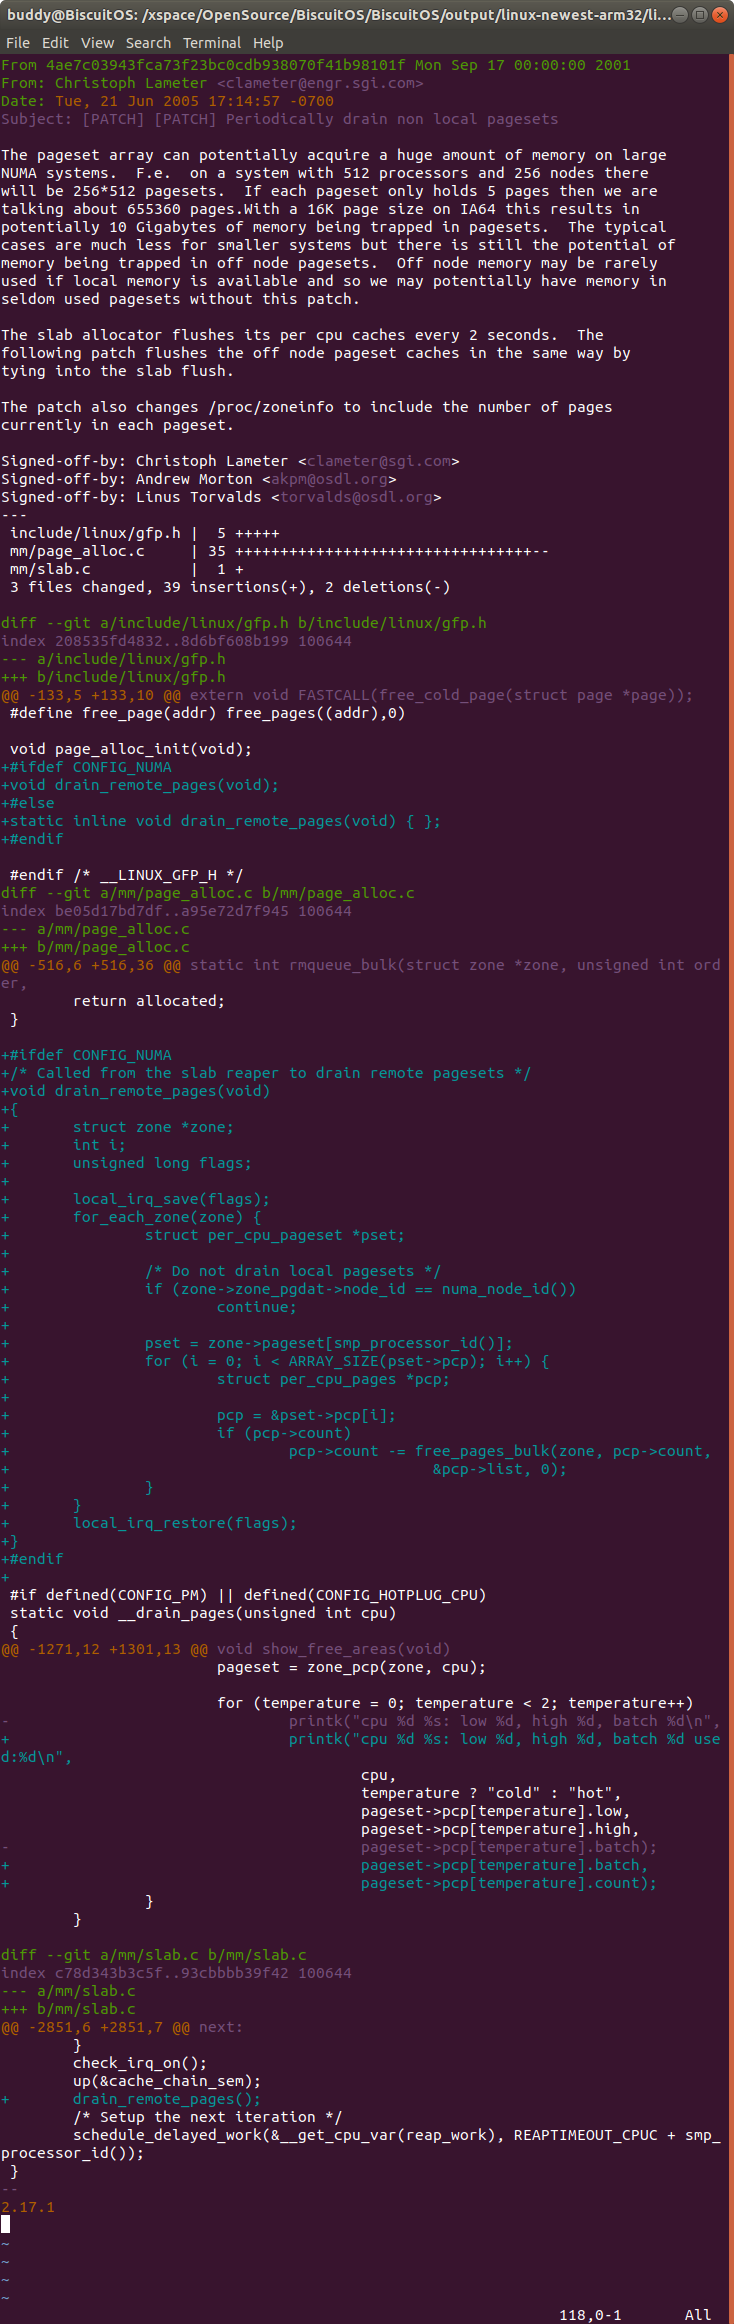 buddy@BiscuitOS: /xspace/OpenSource/BiscuitOS/BiscuitOS/output/linux-newest-arm32/li...
File Edit View Search Terminal Help
From 4ae7c03943fca73f23bc0cdb938070f41b98101f Mon Sep 17 00:00:00 2001
From: Christoph Lameter <clameter@engr.sgi.com>
Date: Tue, 21 Jun 2005 17:14:57 -0700
Subject: [PATCH] [PATCH] Periodically drain non local pagesets

The pageset array can potentially acquire a huge amount of memory on large
NUMA systems.  F.e.  on a system with 512 processors and 256 nodes there
will be 256*512 pagesets.  If each pageset only holds 5 pages then we are
talking about 655360 pages.With a 16K page size on IA64 this results in
potentially 10 Gigabytes of memory being trapped in pagesets.  The typical
cases are much less for smaller systems but there is still the potential of
memory being trapped in off node pagesets.  Off node memory may be rarely
used if local memory is available and so we may potentially have memory in
seldom used pagesets without this patch.

The slab allocator flushes its per cpu caches every 2 seconds.  The
following patch flushes the off node pageset caches in the same way by
tying into the slab flush.

The patch also changes /proc/zoneinfo to include the number of pages
currently in each pageset.

Signed-off-by: Christoph Lameter <clameter@sgi.com>
Signed-off-by: Andrew Morton <akpm@osdl.org>
Signed-off-by: Linus Torvalds <torvalds@osdl.org>
---
 include/linux/gfp.h |  5 +++++
 mm/page_alloc.c     | 35 +++++++++++++++++++++++++++++++++--
 mm/slab.c           |  1 +
 3 files changed, 39 insertions(+), 2 deletions(-)

diff --git a/include/linux/gfp.h b/include/linux/gfp.h
index 208535fd4832..8d6bf608b199 100644
--- a/include/linux/gfp.h
+++ b/include/linux/gfp.h
@@ -133,5 +133,10 @@ extern void FASTCALL(free_cold_page(struct page *page));
 #define free_page(addr) free_pages((addr),0)

 void page_alloc_init(void);
+#ifdef CONFIG_NUMA
+void drain_remote_pages(void);
+#else
+static inline void drain_remote_pages(void) { };
+#endif

 #endif /* __LINUX_GFP_H */
diff --git a/mm/page_alloc.c b/mm/page_alloc.c
index be05d17bd7df..a95e72d7f945 100644
--- a/mm/page_alloc.c
+++ b/mm/page_alloc.c
@@ -516,6 +516,36 @@ static int rmqueue_bulk(struct zone *zone, unsigned int ord
er,
        return allocated;
 }

+#ifdef CONFIG_NUMA
+/* Called from the slab reaper to drain remote pagesets */
+void drain_remote_pages(void)
+{
+       struct zone *zone;
+       int i;
+       unsigned long flags;
+
+       local_irq_save(flags);
+       for_each_zone(zone) {
+               struct per_cpu_pageset *pset;
+
+               /* Do not drain local pagesets */
+               if (zone->zone_pgdat->node_id == numa_node_id())
+                       continue;
+
+               pset = zone->pageset[smp_processor_id()];
+               for (i = 0; i < ARRAY_SIZE(pset->pcp); i++) {
+                       struct per_cpu_pages *pcp;
+
+                       pcp = &pset->pcp[i];
+                       if (pcp->count)
+                               pcp->count -= free_pages_bulk(zone, pcp->count,
+                                               &pcp->list, 0);
+               }
+       }
+       local_irq_restore(flags);
+}
+#endif
+
 #if defined(CONFIG_PM) || defined(CONFIG_HOTPLUG_CPU)
 static void __drain_pages(unsigned int cpu)
 {
@@ -1271,12 +1301,13 @@ void show_free_areas(void)
                        pageset = zone_pcp(zone, cpu);

                        for (temperature = 0; temperature < 2; temperature++)
-                               printk("cpu %d %s: low %d, high %d, batch %d\n",
+                               printk("cpu %d %s: low %d, high %d, batch %d use
d:%d\n",
                                        cpu,
                                        temperature ? "cold" : "hot",
                                        pageset->pcp[temperature].low,
                                        pageset->pcp[temperature].high,
-                                       pageset->pcp[temperature].batch);
+                                       pageset->pcp[temperature].batch,
+                                       pageset->pcp[temperature].count);
                }
        }

diff --git a/mm/slab.c b/mm/slab.c
index c78d343b3c5f..93cbbbb39f42 100644
--- a/mm/slab.c
+++ b/mm/slab.c
@@ -2851,6 +2851,7 @@ next:
        }
        check_irq_on();
        up(&cache_chain_sem);
+       drain_remote_pages();
        /* Setup the next iteration */
        schedule_delayed_work(&__get_cpu_var(reap_work), REAPTIMEOUT_CPUC + smp_
processor_id());
 }
--
2.17.1

~
~
~
~
118,0-1       All